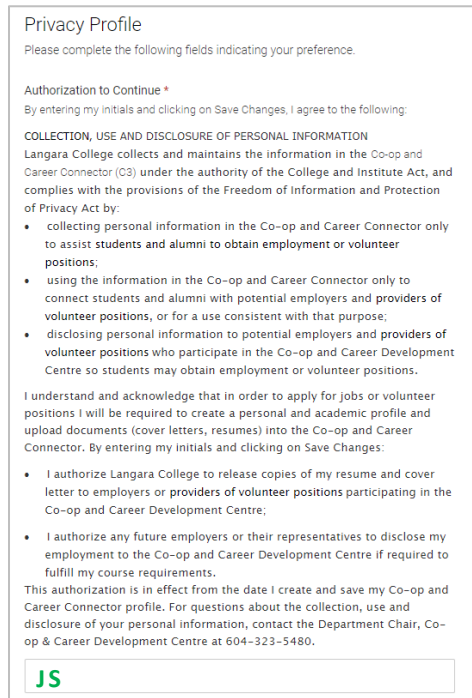 Privacy Profile
Please complete the following fields indicating your preference.
Authorization to Continue *
By entering my initials and clicking on Save Changes, I agree to the following:
COLLECTION, USE AND DISCLOSURE OF PERSONAL INFORMATION
Langara College collects and maintains the information in the Co-op and
Career Connector (C3) under the authority of the College and Institute Act, and
complies with the provisions of the Freedom of Information and Protection
of Privacy Act by:
• collecting personal information in the Co-op and Career Connector only
to assist students and alumni to obtain employment or volunteer
positions;
• using the information in the Co-op and Career Connector only to
connect students and alumni with potential employers and providers of
volunteer positions, or for a use consistent with that purpose;
• disclosing personal information to potential employers and providers of
volunteer positions who participate in the Co-op and Career Development
Centre so students may obtain employment or volunteer positions.
I understand and acknowledge that in order to apply for jobs or volunteer
positions I will be required to create a personal and academic profile and
upload documents (cover letters, resumes) into the Co-op and Career
Connector. By entering my initials and clicking on Save Changes:
• I authorize Langara College to release copies of my resume and cover
letter to employers or providers of volunteer positions participating in the
Co-op and Career Development Centre;
• I authorize any future employers or their representatives to disclose my
employment to the Co-op and Career Development Centre if required to
fulfill my course requirements.
This authorization is in effect from the date I create and save my Co-op and
Career Connector profile. For questions about the collection, use and
disclosure of your personal information, contact the Department Chair, Co-
op & Career Development Centre at 604-323-5480.
JS